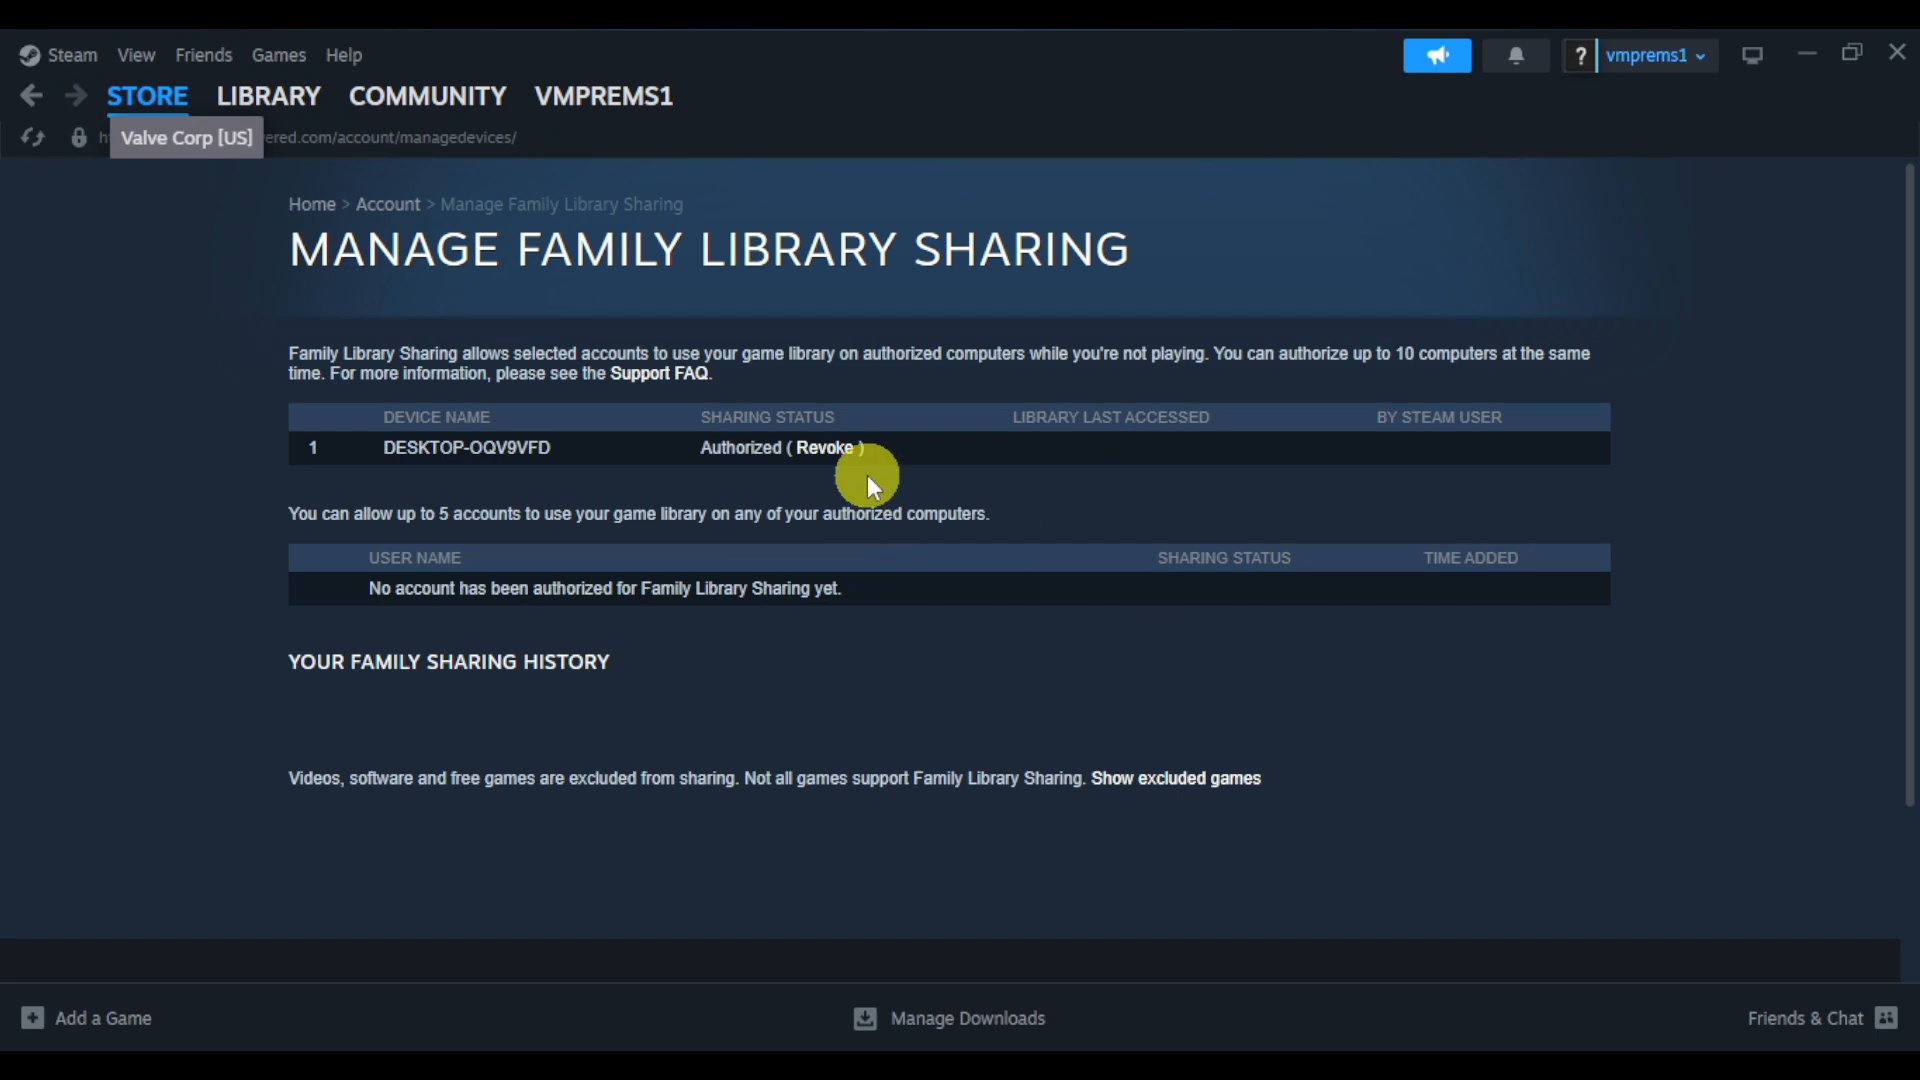 Steam View Friends Games Help
? vmprems1
STORE LIBRARY COMMUNITY VMPREMS1
Valve Corp [US] ered.com/account/managedevices/
Home > Account > Manage Family Library Sharing
MANAGE FAMILY LIBRARY SHARING
Family Library Sharing allows selected accounts to use your game library on authorized computers while you're not playing. You can authorize up to 10 computers at the same
time. For more information, please see the Support FAQ.
DEVICE NAME SHARING STATUS LIBRARY LAST ACCESSED BY STEAM USER
1 DESKTOP-OQV9VFD Authorized ( Revoke )
You can allow up to 5 accounts to use your game library on any of your authorized computers.
USER NAME SHARING STATUS TIME ADDED
No account has been authorized for Family Library Sharing yet.
YOUR FAMILY SHARING HISTORY
Videos, software and free games are excluded from sharing. Not all games support Family Library Sharing. Show excluded games
Add a Game Manage Downloads Friends & Chat